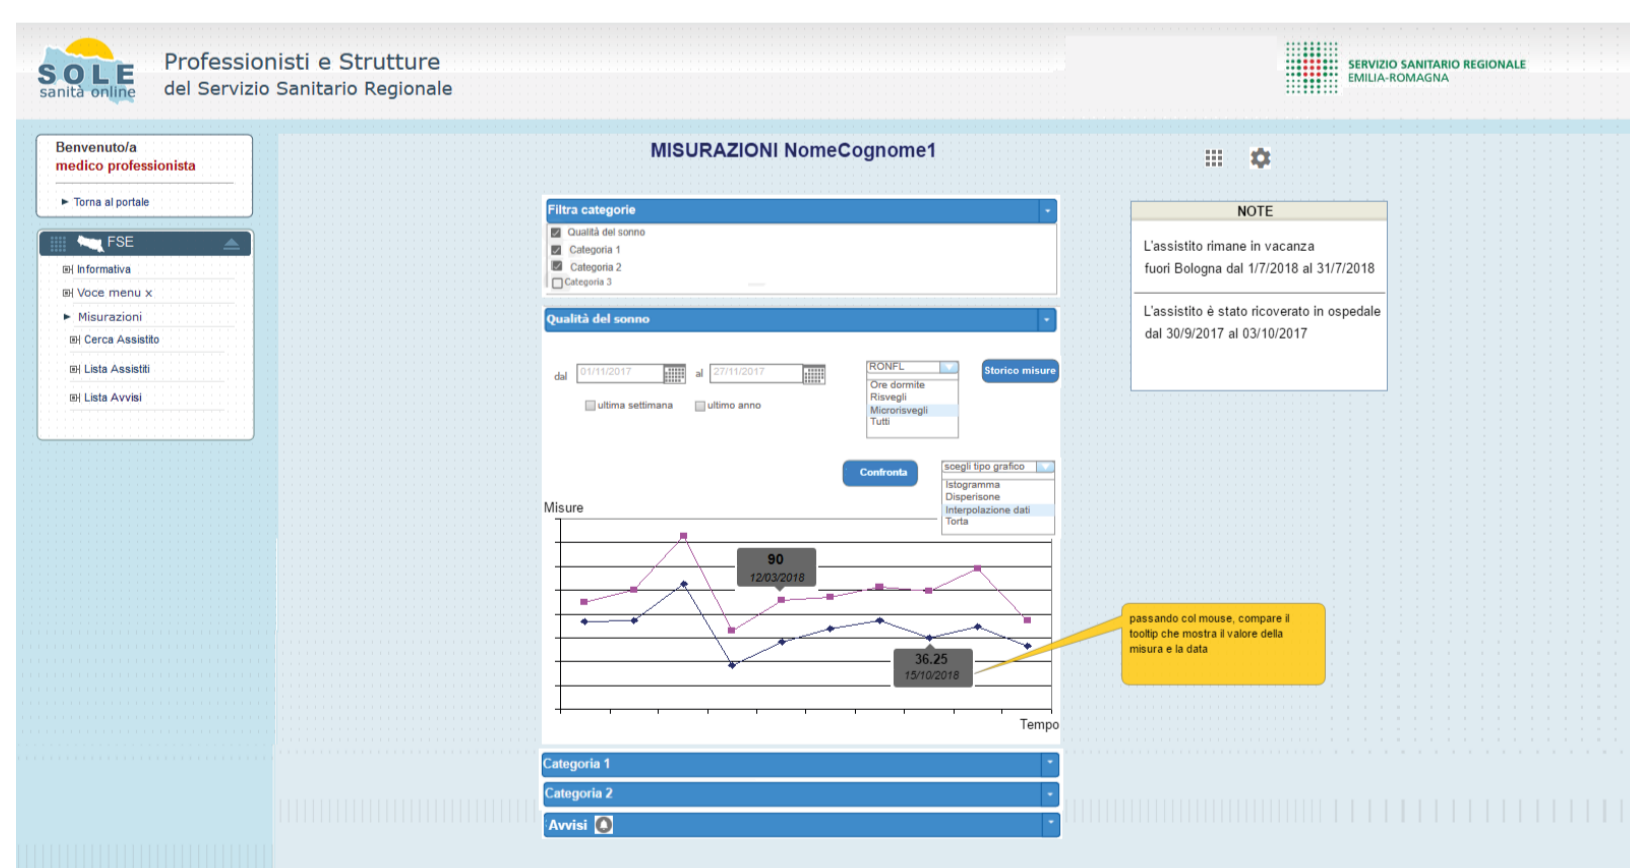 SOLE
sanità online
Professionisti e Strutture
del Servizio Sanitario Regionale
SERVIZIO SANITARIO REGIONALE
EMILIA-ROMAGNA
Benvenuto/a
medico professionista
Torna al portale
FSE
Informativa
Voce menu x
Misurazioni
Cerca Assistito
Lista Assistiti
Lista Avvisi
MISURAZIONI NomeCognome1
Filtra categorie
Qualità del sonno
Categoria 1
Categoria 2
Categoria 3
Qualità del sonno
dal 01/11/2017 al 27/11/2017
ultima settimana ultimo anno
RONFL
Ore dormite
Risvegli
Microrisvegli
Tutti
Storico misure
Confronta
scegli tipo grafico
Istogramma
Disperisone
Interpolazione dati
Torta
Misure
90
12/03/2018
36.25
15/10/2018
Tempo
passando col mouse, compare il
tooltip che mostra il valore della
misura e la data
Categoria 1
Categoria 2
Avvisi
NOTE
L'assistito rimane in vacanza
fuori Bologna dal 1/7/2018 al 31/7/2018
L'assistito è stato ricoverato in ospedale
dal 30/9/2017 al 03/10/2017